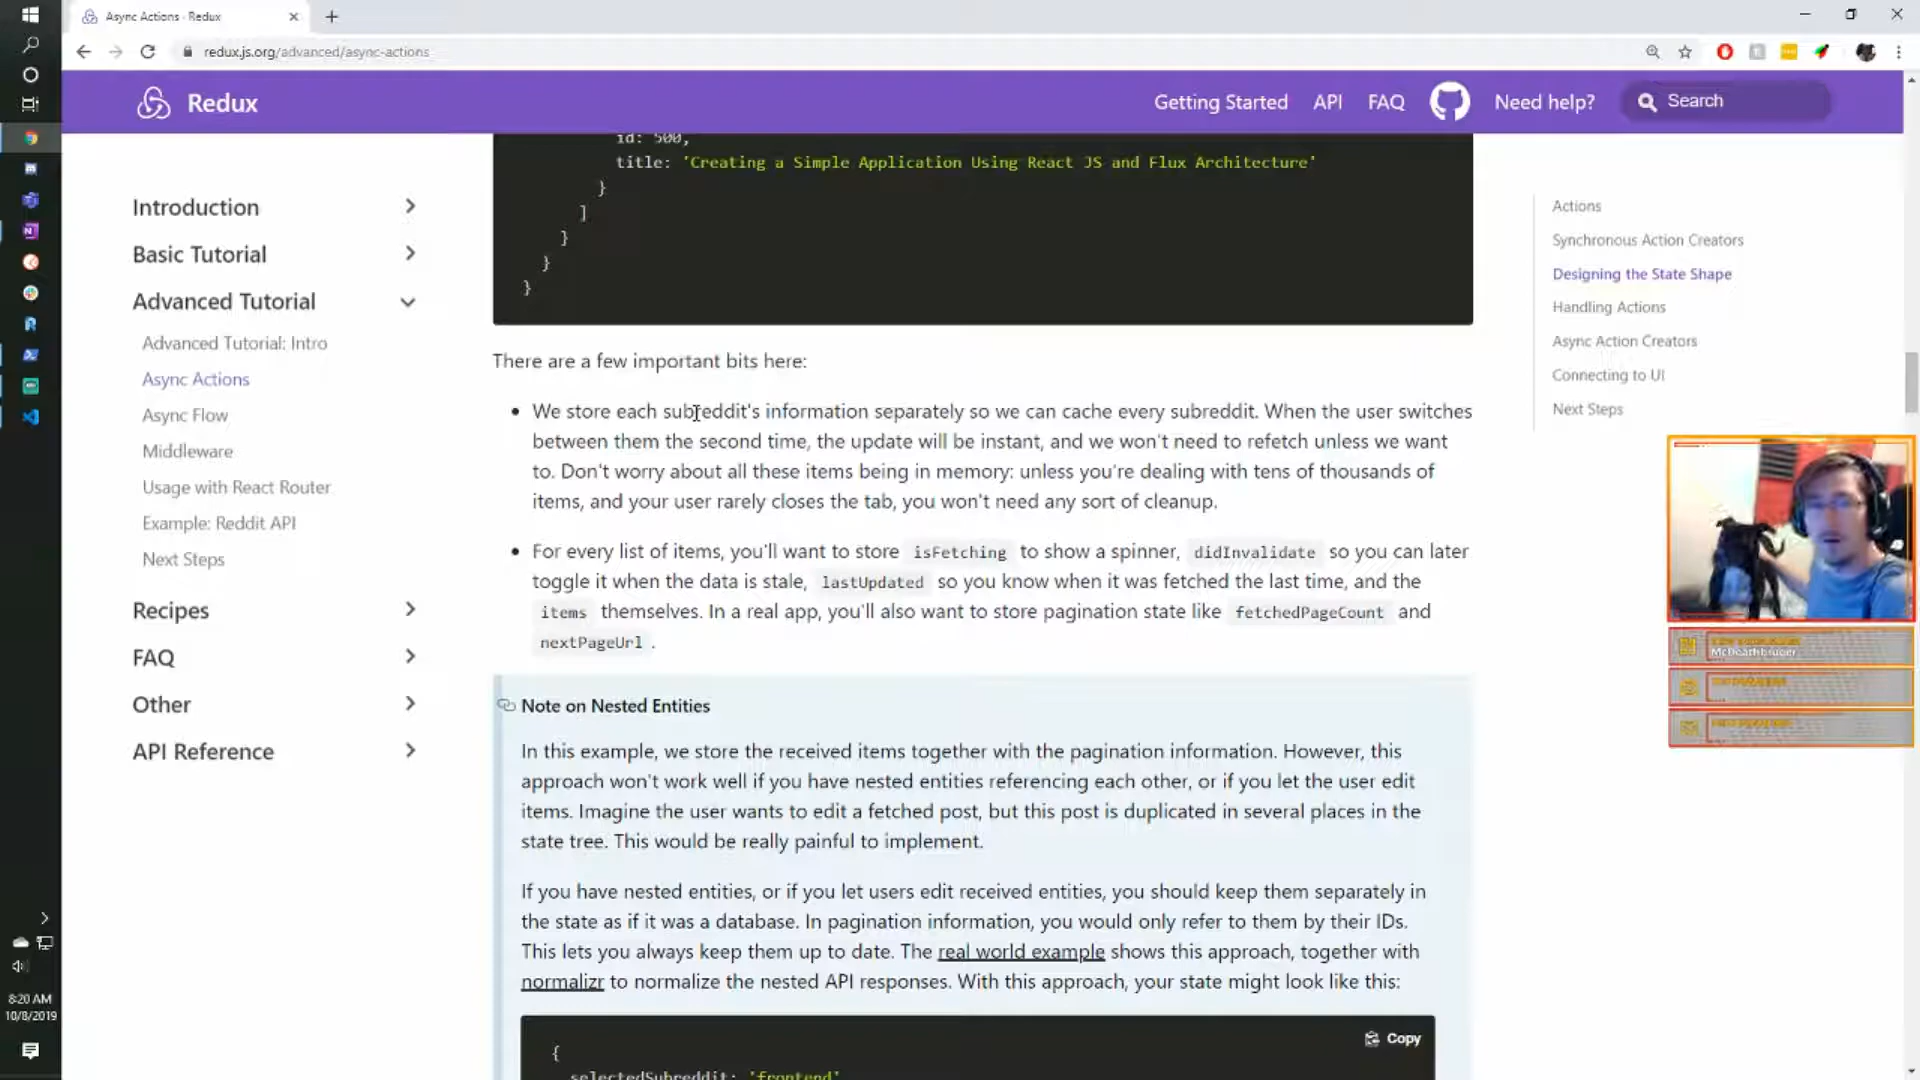 Async Actions · Redux
redux.js.org/advanced/async-actions
Redux
Getting Started
API
FAQ
Need help?
Search
Introduction
Basic Tutorial
Advanced Tutorial
Advanced Tutorial: Intro
Async Actions
Async Flow
Middleware
Usage with React Router
Example: Reddit API
Next Steps
Recipes
FAQ
Other
API Reference
id: 500,
title: 'Creating a Simple Application Using React JS and Flux Architecture'
}
]
}
}
}
There are a few important bits here:
We store each subreddit's information separately so we can cache every subreddit. When the user switches
between them the second time, the update will be instant, and we won't need to refetch unless we want
to. Don't worry about all these items being in memory: unless you're dealing with tens of thousands of
items, and your user rarely closes the tab, you won't need any sort of cleanup.
For every list of items, you'll want to store isFetching to show a spinner, didInvalidate so you can later
toggle it when the data is stale, lastUpdated so you know when it was fetched the last time, and the
items themselves. In a real app, you'll also want to store pagination state like fetchedPageCount and
nextPageUrl .
Note on Nested Entities
In this example, we store the received items together with the pagination information. However, this
approach won't work well if you have nested entities referencing each other, or if you let the user edit
items. Imagine the user wants to edit a fetched post, but this post is duplicated in several places in the
state tree. This would be really painful to implement.
If you have nested entities, or if you let users edit received entities, you should keep them separately in
the state as if it was a database. In pagination information, you would only refer to them by their IDs.
This lets you always keep them up to date. The real world example shows this approach, together with
normalizr to normalize the nested API responses. With this approach, your state might look like this:
Copy
{
selectedSubreddit: 'frontend'
Actions
Synchronous Action Creators
Designing the State Shape
Handling Actions
Async Action Creators
Connecting to UI
Next Steps
8:20 AM
10/8/2019